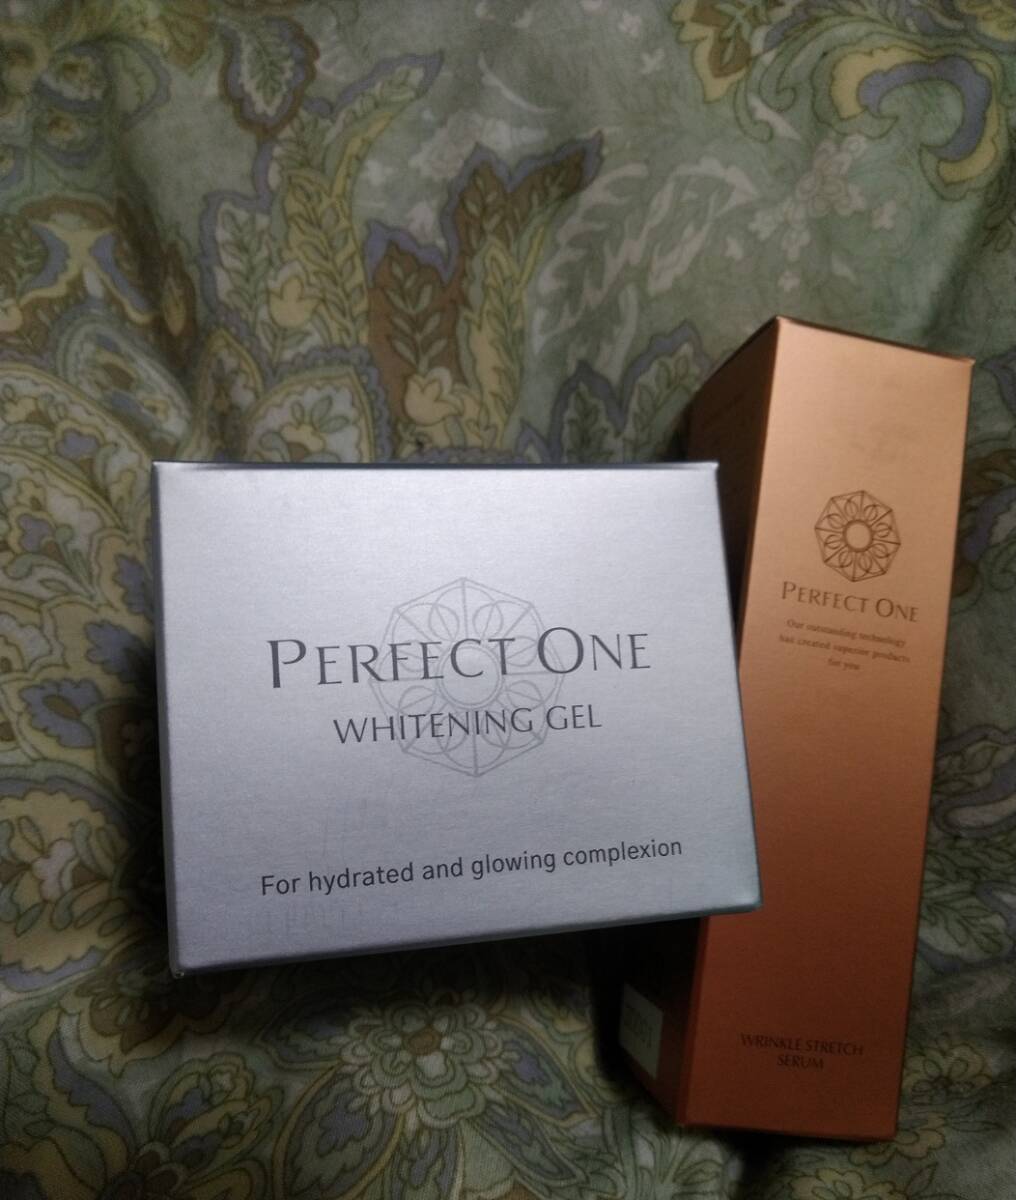 PERFECT ONE
WHITENING GEL
For hydrated and glowing complexion
PERFECT ONE
Our outstanding technology
has created superior products
for you
WRINKLE STRETCH
SERUM